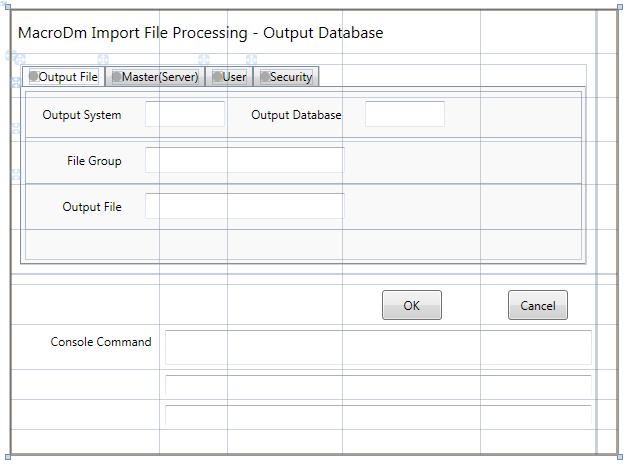 MacroDm Import File Processing - Output Database
Output File Master(Server) User Security
Output System Output Database
File Group
Output File
OK Cancel
Console Command